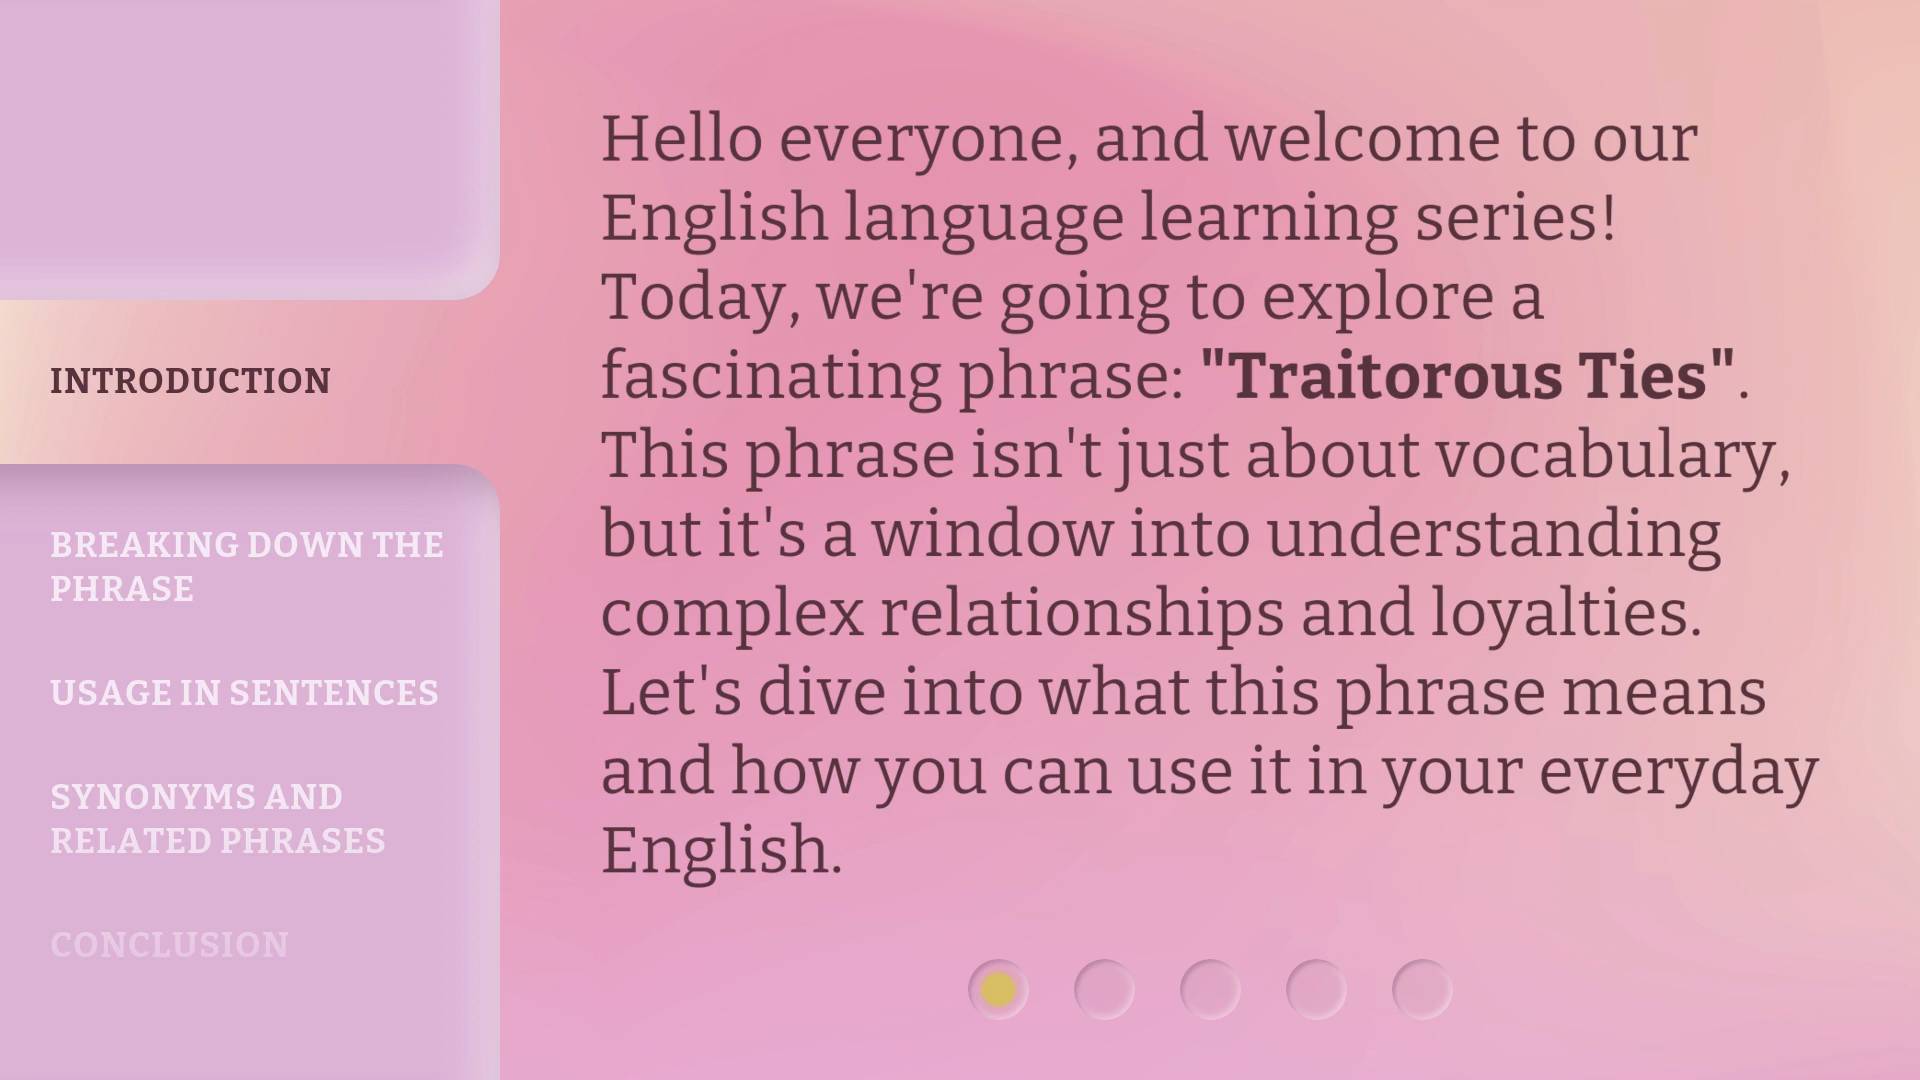 INTRODUCTION
BREAKING DOWN THE
PHRASE
USAGE IN SENTENCES
SYNONYMS AND
RELATED PHRASES
CONCLUSION
Hello everyone, and welcome to our
English language learning series!
Today, we're going to explore a
fascinating phrase: "Traitorous Ties".
This phrase isn't just about vocabulary,
but it's a window into understanding
complex relationships and loyalties.
Let's dive into what this phrase means
and how you can use it in your everyday
English.